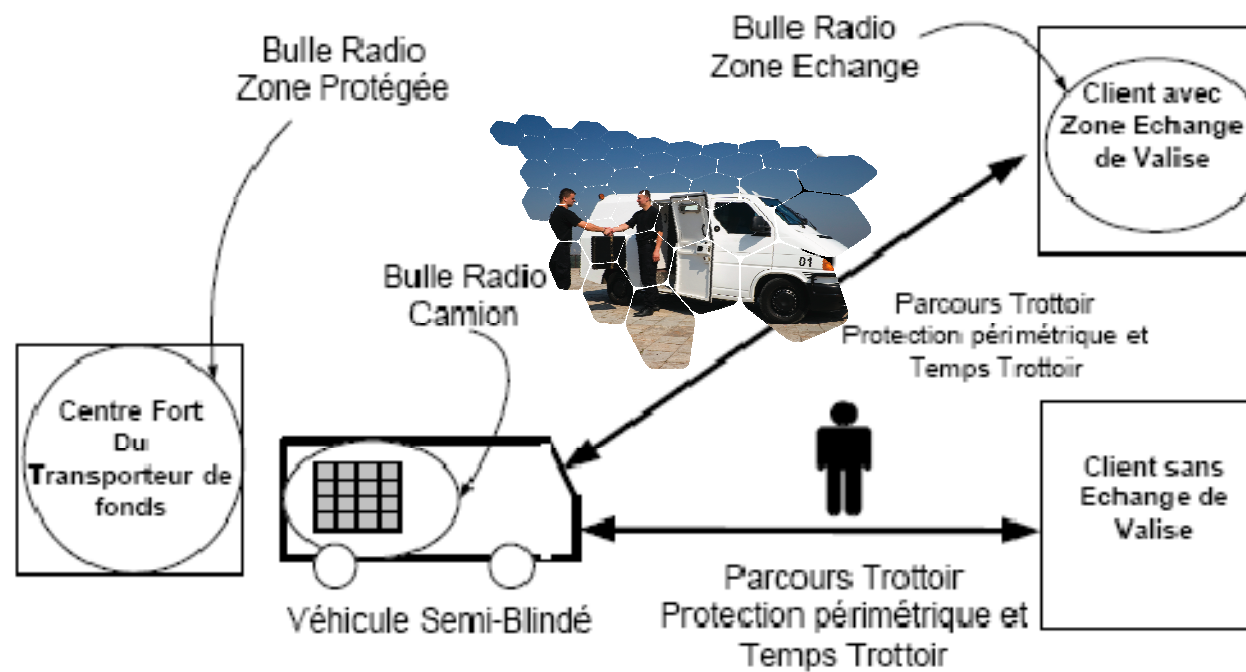 Bulle Radio
Zone Protégée
Bulle Radio
Zone Echange
Client avec
Zone Echange
de Valise
01
Bulle Radio
Camion
Parcours Trottoir
Protection périmétrique et
Temps Trottoir
Centre Fort
Du
Transporteur de
fonds
Client sans
Echange de
Valise
Véhicule Semi-Blindé
Parcours Trottoir
Protection périmétrique et
Temps Trottoir